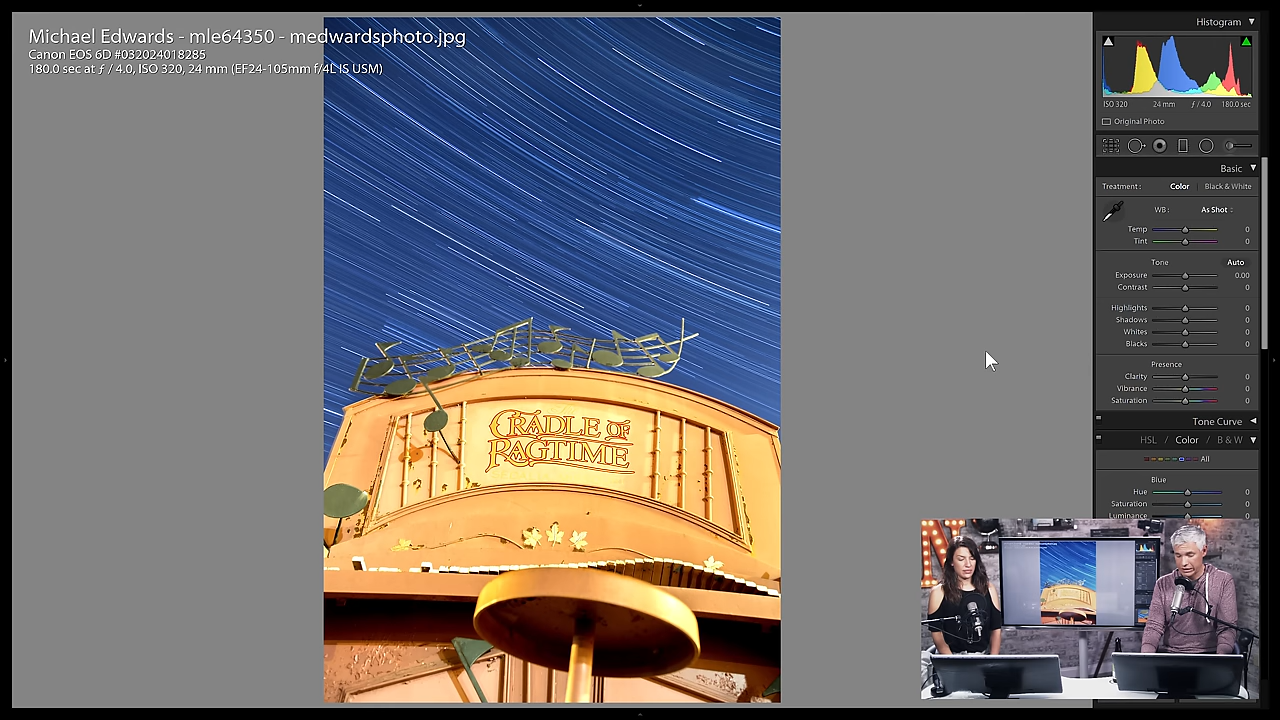 Michael Edwards - mle64350 - medwardsphoto.jpg
Canon EOS 6D #032024018285
180.0 sec at ƒ / 4.0, ISO 320, 24 mm (EF24-105mm f/4L IS USM)
CRADLE OF
RAGTIME
Histogram
ISO 320 24 mm ƒ / 4.0 180.0 sec
Original Photo
Basic
Treatment : Color Black & White
WB : As Shot
Temp 0
Tint 0
Tone Auto
Exposure 0.00
Contrast 0
Highlights 0
Shadows 0
Whites 0
Blacks 0
Presence
Clarity 0
Vibrance 0
Saturation 0
Tone Curve
HSL / Color / B & W
All
Blue
Hue 0
Saturation 0
Luminance 0